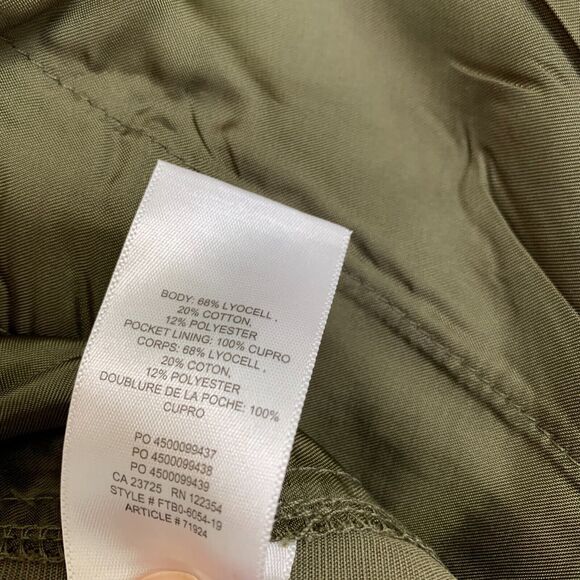 BODY: 68% LYOCELL ,
20% COTTON,
12% POLYESTER
POCKET LINING: 100% CUPRO
CORPS: 68% LYOCELL ,
20% COTON,
12% POLYESTER
DOUBLURE DE LA POCHE: 100%
CUPRO
PO 4500099437
PO 4500099438
PO 4500099439
CA 23725 RN 122354
STYLE # FTB0-6054-19
ARTICLE # 71924